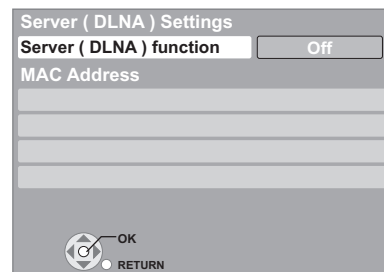 Server ( DLNA ) Settings
Server ( DLNA ) function Off
MAC Address
OK
RETURN